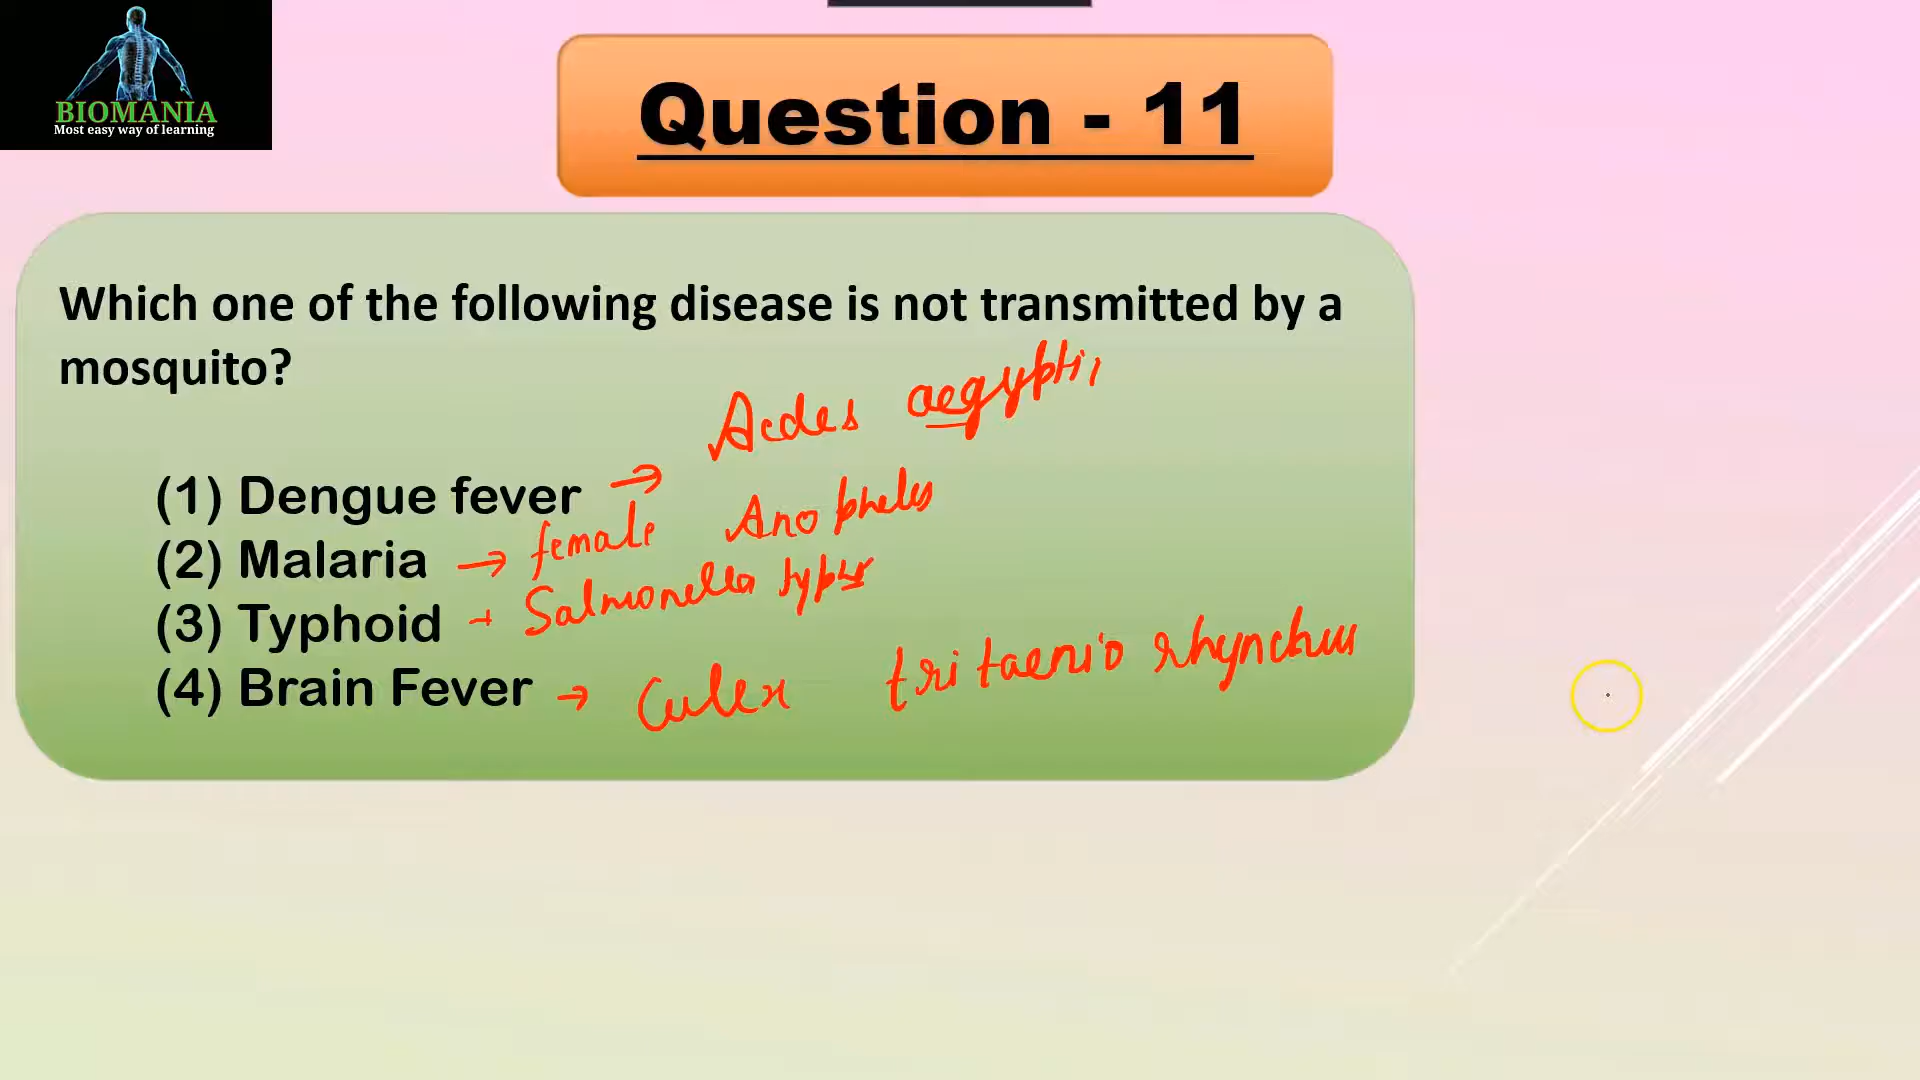 BIOMANIA
Most easy way of learning
Question - 11
Which one of the following disease is not transmitted by a
mosquito?
(1) Dengue fever → Aedes aegypti
(2) Malaria → female Anopheles
(3) Typhoid → Salmonella
(4) Brain Fever → Culex tritaenio rhynchus